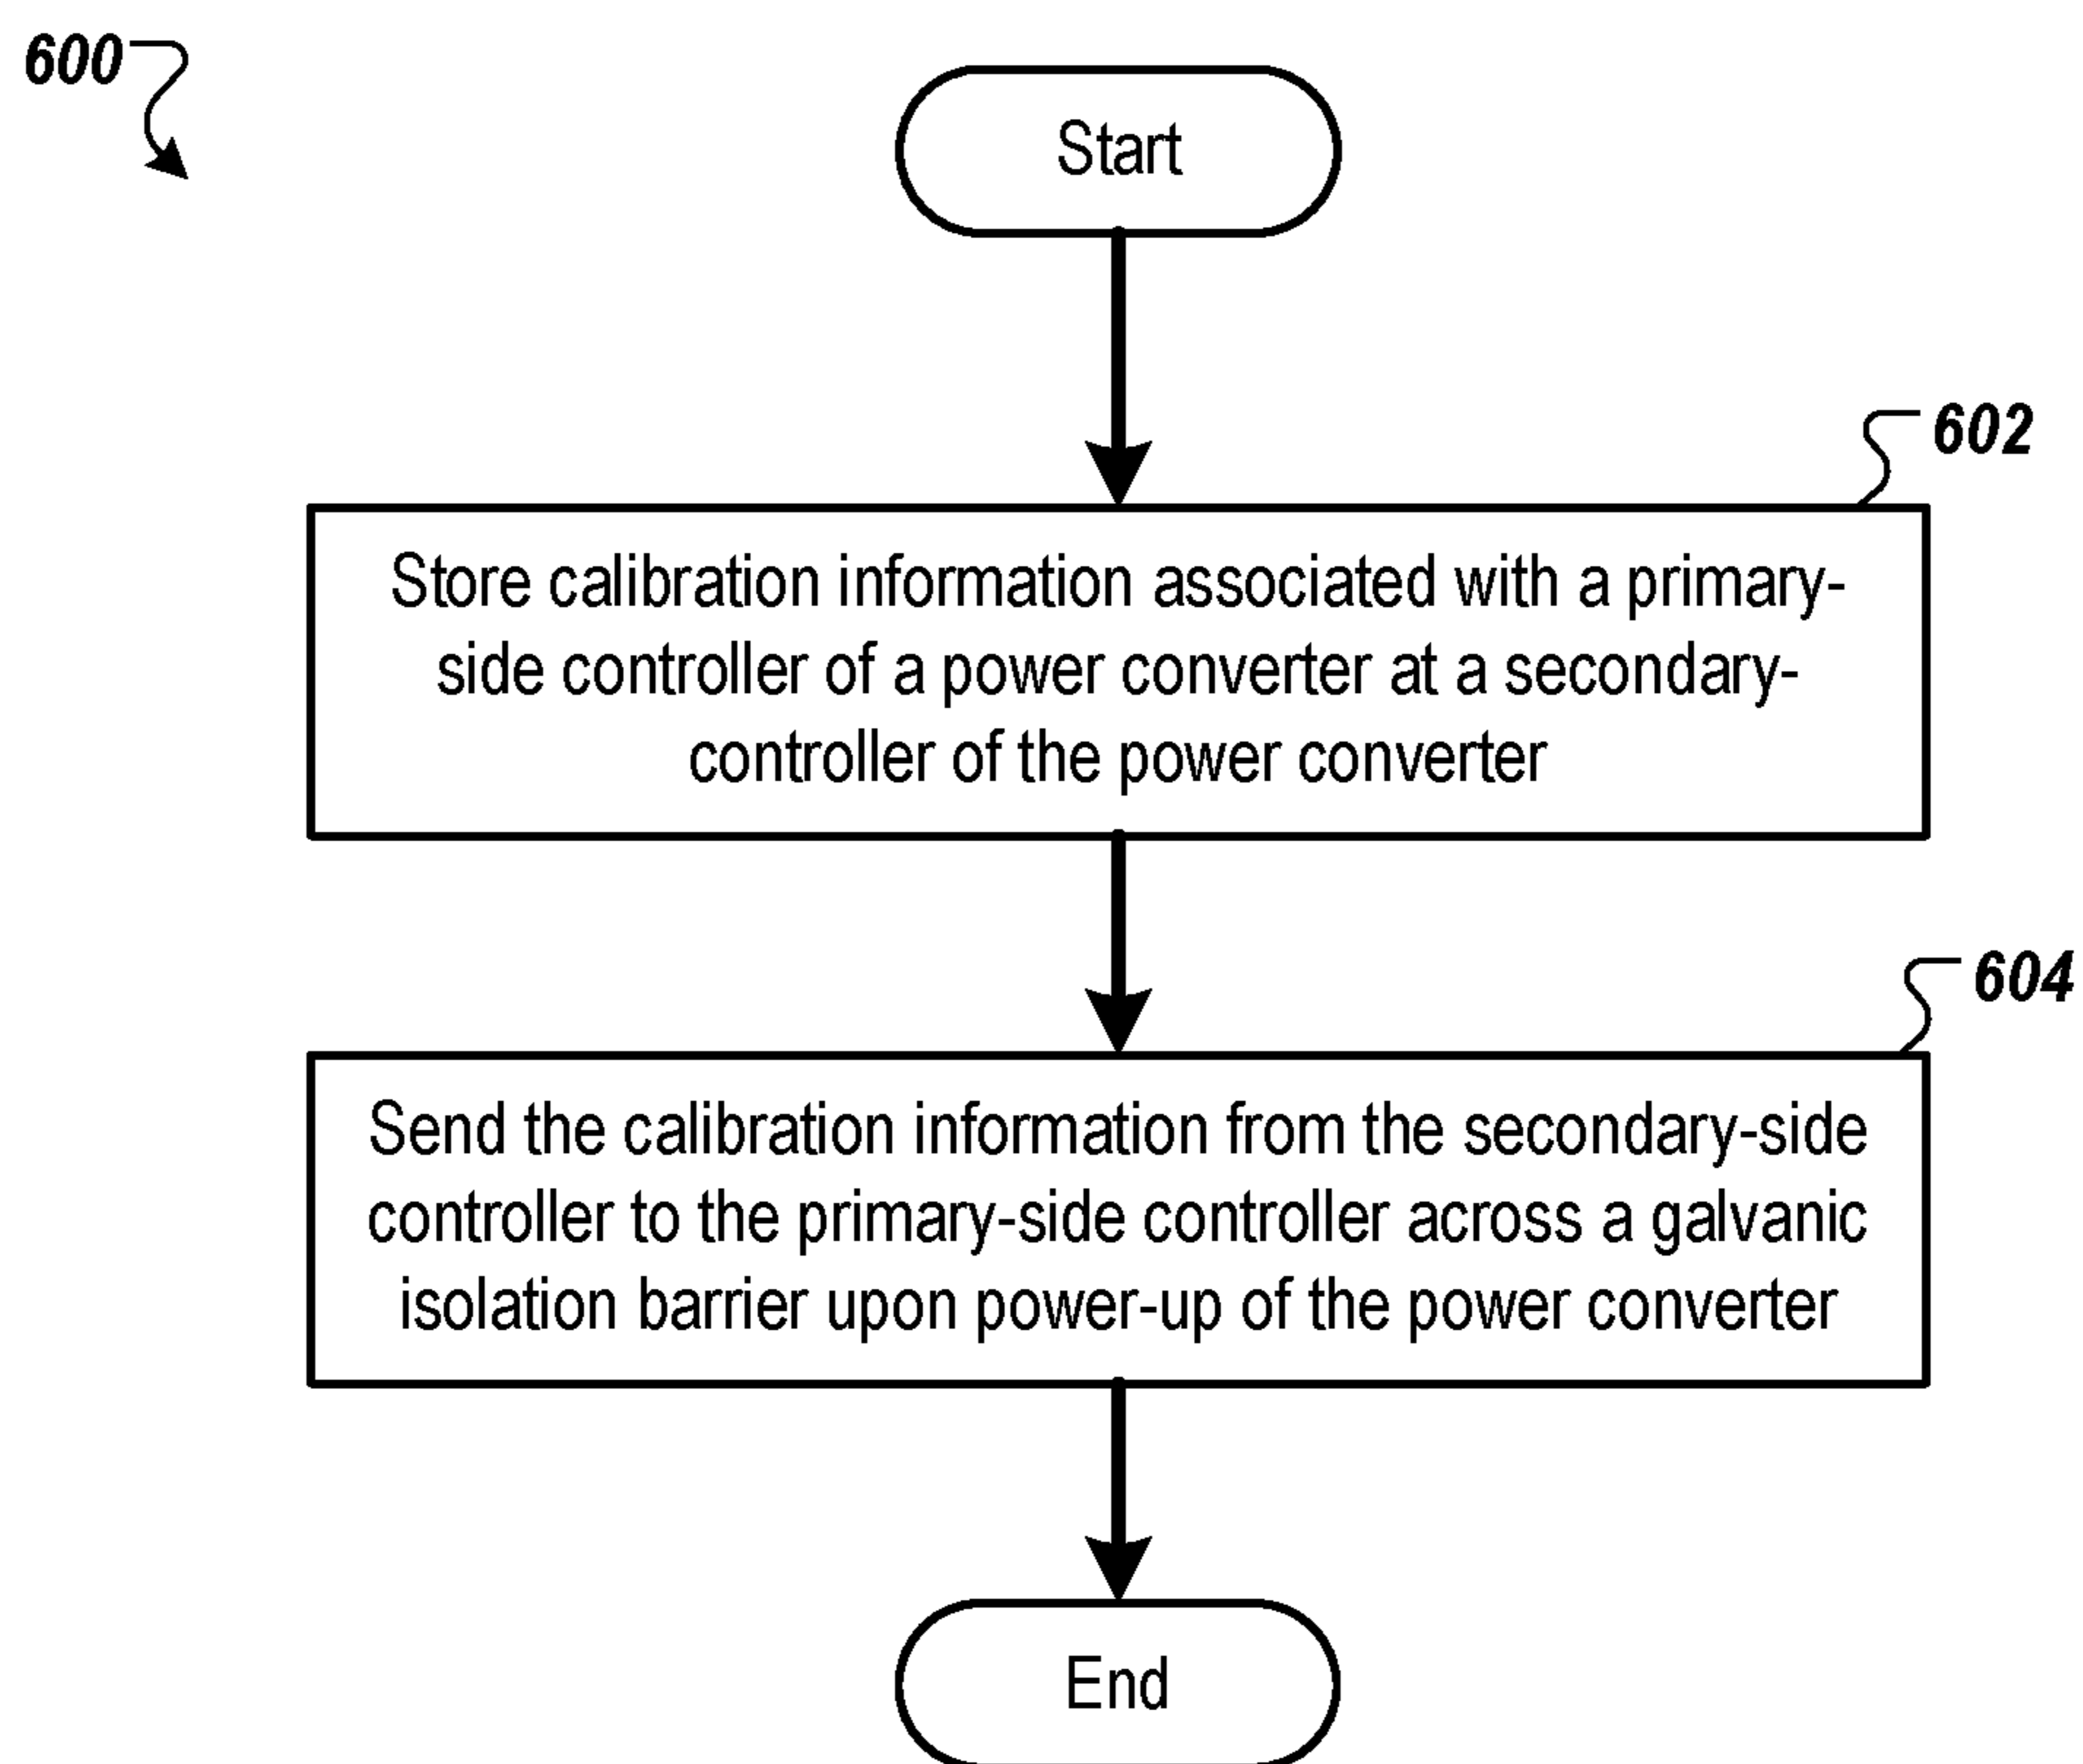 600
Start
602
Store calibration information associated with a primary-
side controller of a power converter at a secondary-
controller of the power converter
604
Send the calibration information from the secondary-side
controller to the primary-side controller across a galvanic
isolation barrier upon power-up of the power converter
End